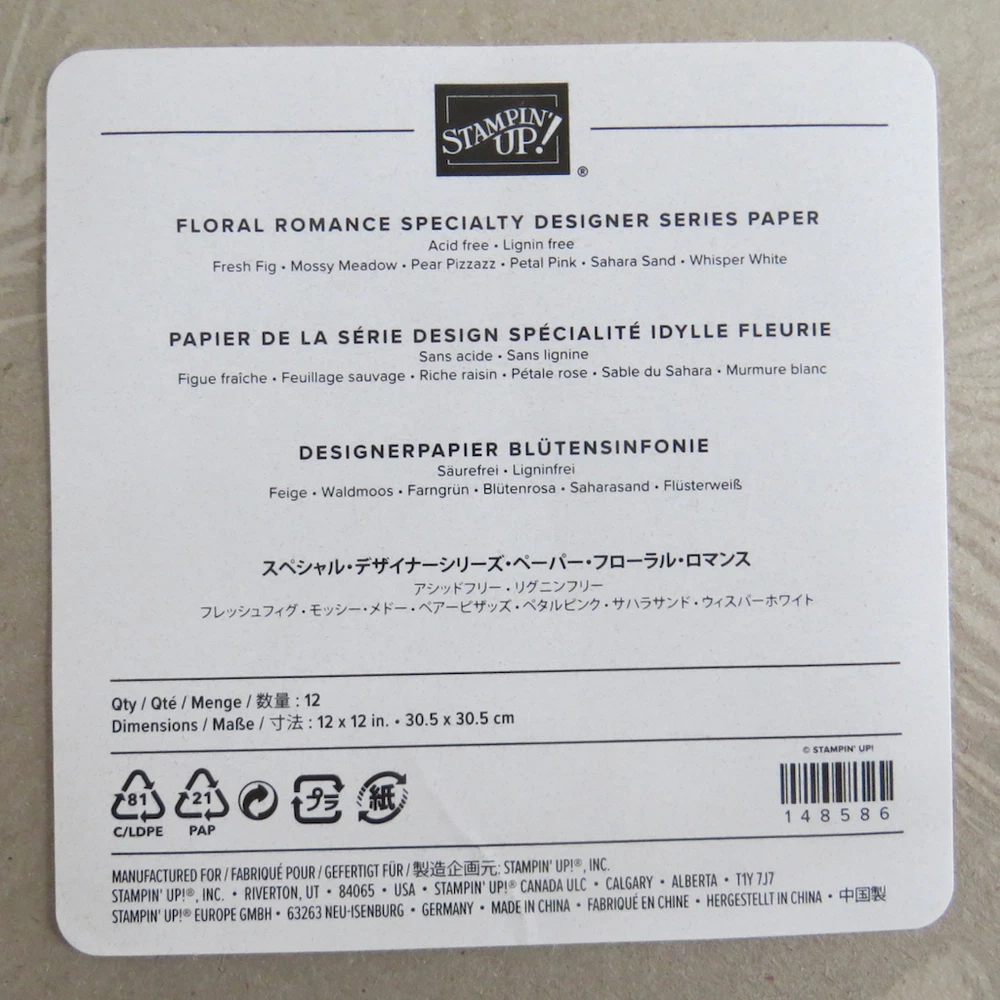 STAMPIN' UP!®
FLORAL ROMANCE SPECIALTY DESIGNER SERIES PAPER
Acid free • Lignin free
Fresh Fig • Mossy Meadow • Pear Pizzazz • Petal Pink • Sahara Sand • Whisper White
PAPIER DE LA SÉRIE DESIGN SPÉCIALITÉ IDYLLE FLEURIE
Sans acide • Sans lignine
Figue fraîche • Feuillage sauvage • Riche raisin • Pétale rose • Sable du Sahara • Murmure blanc
DESIGNERPAPIER BLÜTENSINFONIE
Säurefrei • Ligninfrei
Feige • Waldmoos • Farngrün • Blütenrosa • Saharasand • Flüsterweiß
スペシャル・デザイナーシリーズ・ペーパー・フローラル・ロマンス
アシッドフリー・リグニンフリー
フレッシュフィグ・モッシー・メドー・ペアーピザッズ・ペタルピンク・サハラサンド・ウィスパーホワイト
Qty / Qté / Menge / 数量 : 12
Dimensions / Maße / 寸法 : 12 x 12 in. • 30.5 x 30.5 cm
© STAMPIN' UP!
81 21 プラ 紙
C/LDPE PAP
148586
MANUFACTURED FOR / FABRIQUÉ POUR / GEFERTIGT FÜR / 製造企画元: STAMPIN' UP!®, INC.
STAMPIN' UP!®, INC. • RIVERTON, UT • 84065 • USA • STAMPIN' UP!® CANADA ULC • CALGARY • ALBERTA • T1Y 7J7
STAMPIN' UP!® EUROPE GMBH • 63263 NEU-ISENBURG • GERMANY • MADE IN CHINA • FABRIQUÉ EN CHINE • HERGESTELLT IN CHINA • 中国製